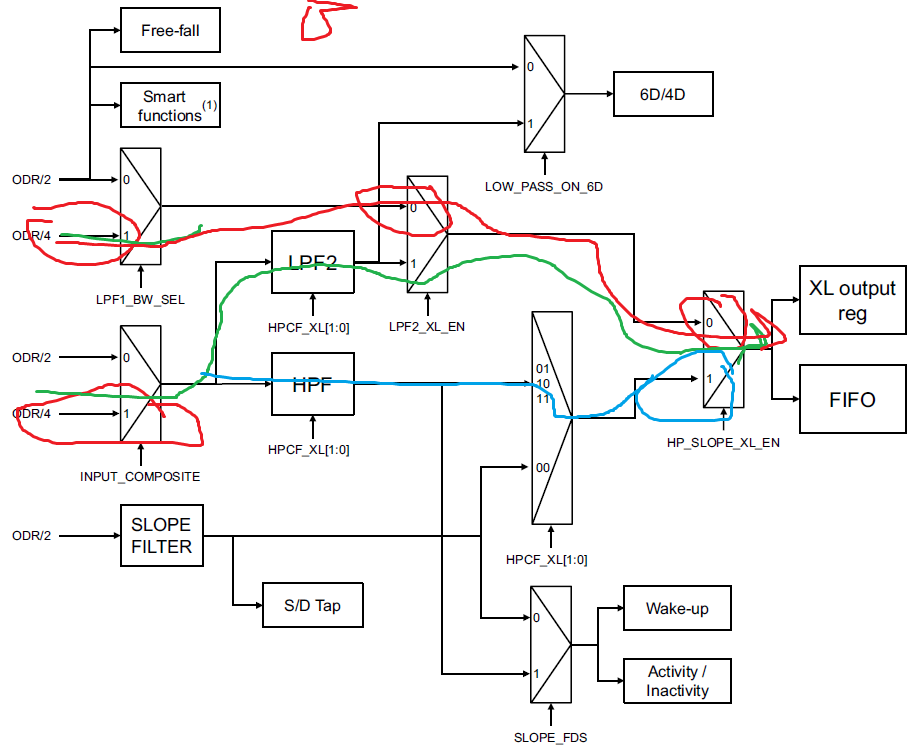 Free-fall
Smart
functions(1)
ODR/2
0
ODR/4
1
LPF1_BW_SEL
0
1
6D/4D
LOW_PASS_ON_6D
0
1
LPF2_XL_EN
LPF2
HPCF_XL[1:0]
ODR/2
0
ODR/4
1
INPUT_COMPOSITE
HPF
HPCF_XL[1:0]
01
10
11
00
HPCF_XL[1:0]
0
1
HP_SLOPE_XL_EN
XL output
reg
FIFO
ODR/2
SLOPE
FILTER
S/D Tap
0
1
SLOPE_FDS
Wake-up
Activity /
Inactivity